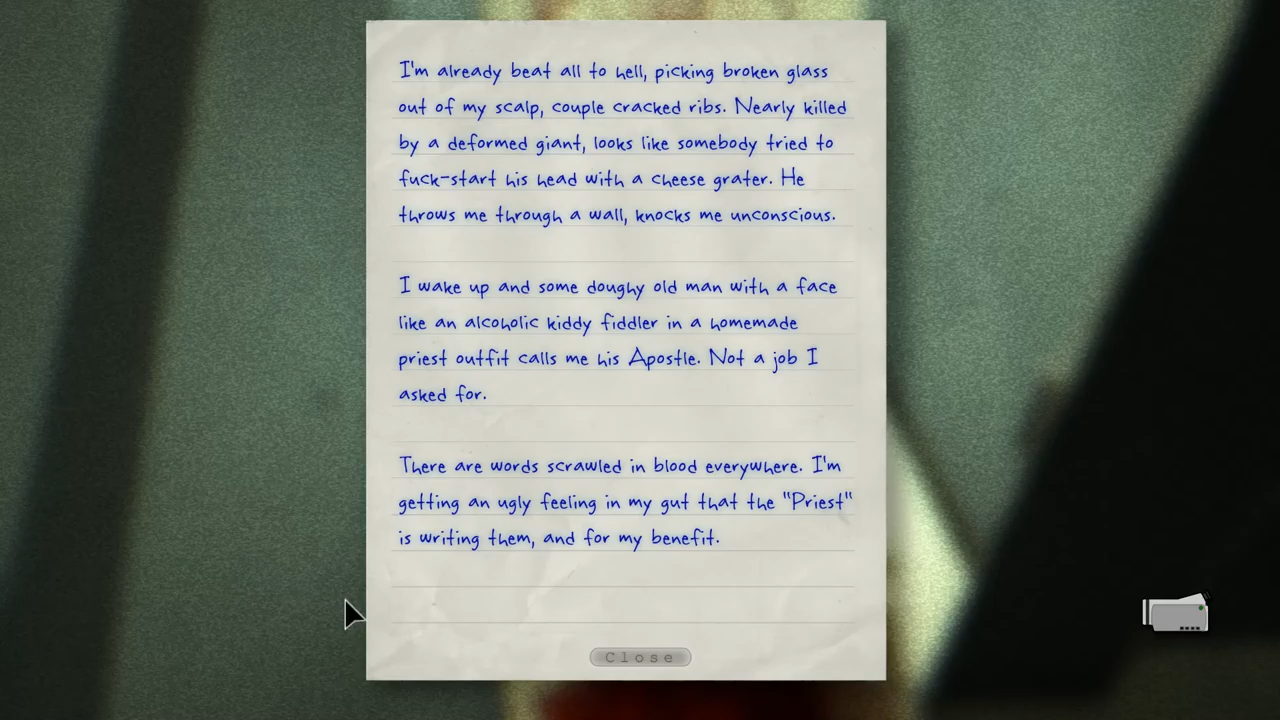 I'm already beat all to hell, picking broken glass
out of my scalp, couple cracked ribs. Nearly killed
by a deformed giant, looks like somebody tried to
fuck-start his head with a cheese grater. He
throws me through a wall, knocks me unconscious.
I wake up and some doughy old man with a face
like an alcoholic kiddy fiddler in a homemade
priest outfit calls me his Apostle. Not a job I
asked for.
There are words scrawled in blood everywhere. I'm
getting an ugly feeling in my gut that the "Priest"
is writing them, and for my benefit.
Close